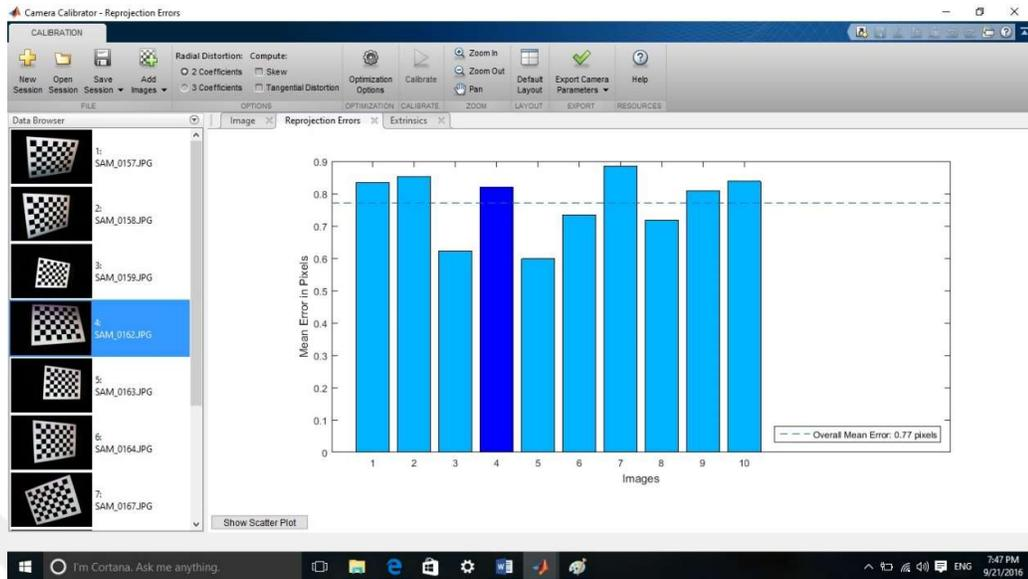 Camera Calibrator - Reprojection Errors
CALIBRATION
New Session
Open Session
Save Session
Add Images
FILE
Radial Distortion: Compute:
2 Coefficients Skew
3 Coefficients Tangential Distortion
OPTIONS
Optimization Options
OPTIMIZATION
Calibrate
CALIBRATE
Zoom In
Zoom Out
Pan
ZOOM
Default Layout
LAYOUT
Export Camera Parameters
EXPORT
Help
RESOURCES
Data Browser
Image
Reprojection Errors
Extrinsics
1:
SAM_0157.JPG
2:
SAM_0158.JPG
3:
SAM_0159.JPG
4:
SAM_0162.JPG
5:
SAM_0163.JPG
6:
SAM_0164.JPG
7:
SAM_0167.JPG
Mean Error in Pixels
0.9
0.8
0.7
0.6
0.5
0.4
0.3
0.2
0.1
0
1 2 3 4 5 6 7 8 9 10
Images
Overall Mean Error: 0.77 pixels
Show Scatter Plot
I'm Cortana. Ask me anything.
ENG
7:47 PM
9/21/2016